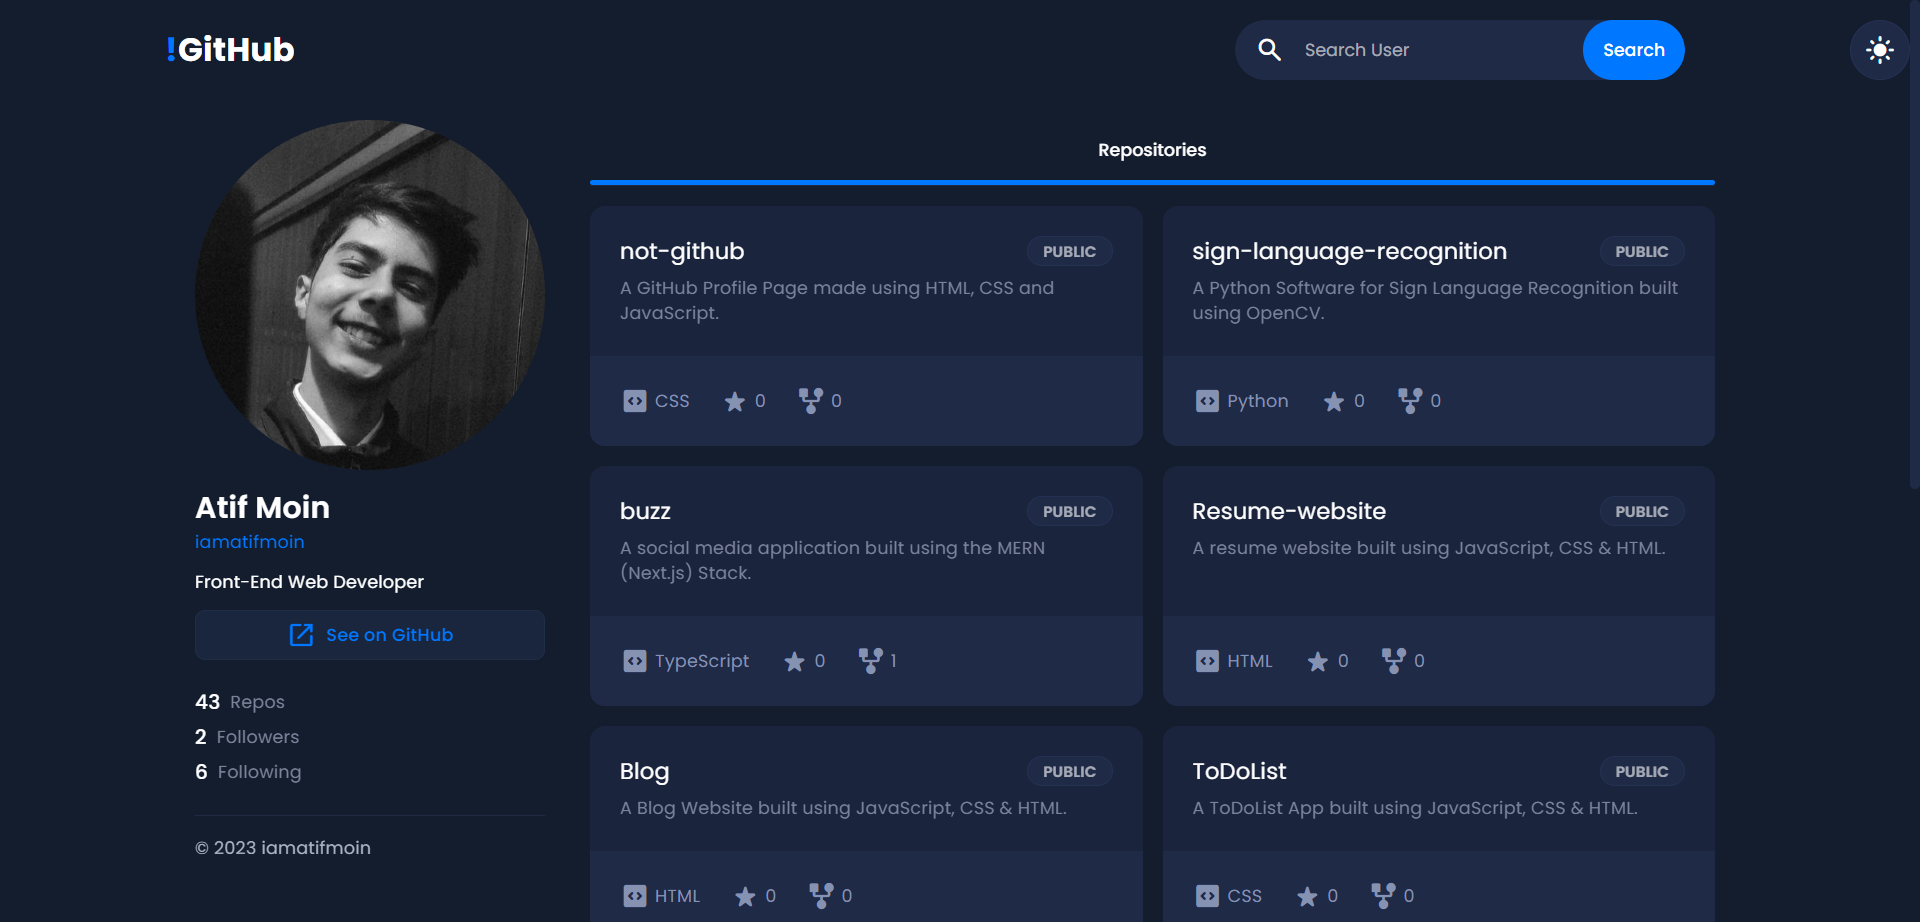 !GitHub
Search User
Search
Atif Moin
iamatifmoin
Front-End Web Developer
See on GitHub
43 Repos
2 Followers
6 Following
© 2023 iamatifmoin
Repositories
not-github
PUBLIC
A GitHub Profile Page made using HTML, CSS and
JavaScript.
CSS 0 0
sign-language-recognition
PUBLIC
A Python Software for Sign Language Recognition built
using OpenCV.
Python 0 0
buzz
PUBLIC
A social media application built using the MERN
(Next.js) Stack.
TypeScript 0 1
Resume-website
PUBLIC
A resume website built using JavaScript, CSS & HTML.
HTML 0 0
Blog
PUBLIC
A Blog Website built using JavaScript, CSS & HTML.
HTML 0 0
ToDoList
PUBLIC
A ToDoList App built using JavaScript, CSS & HTML.
CSS 0 0